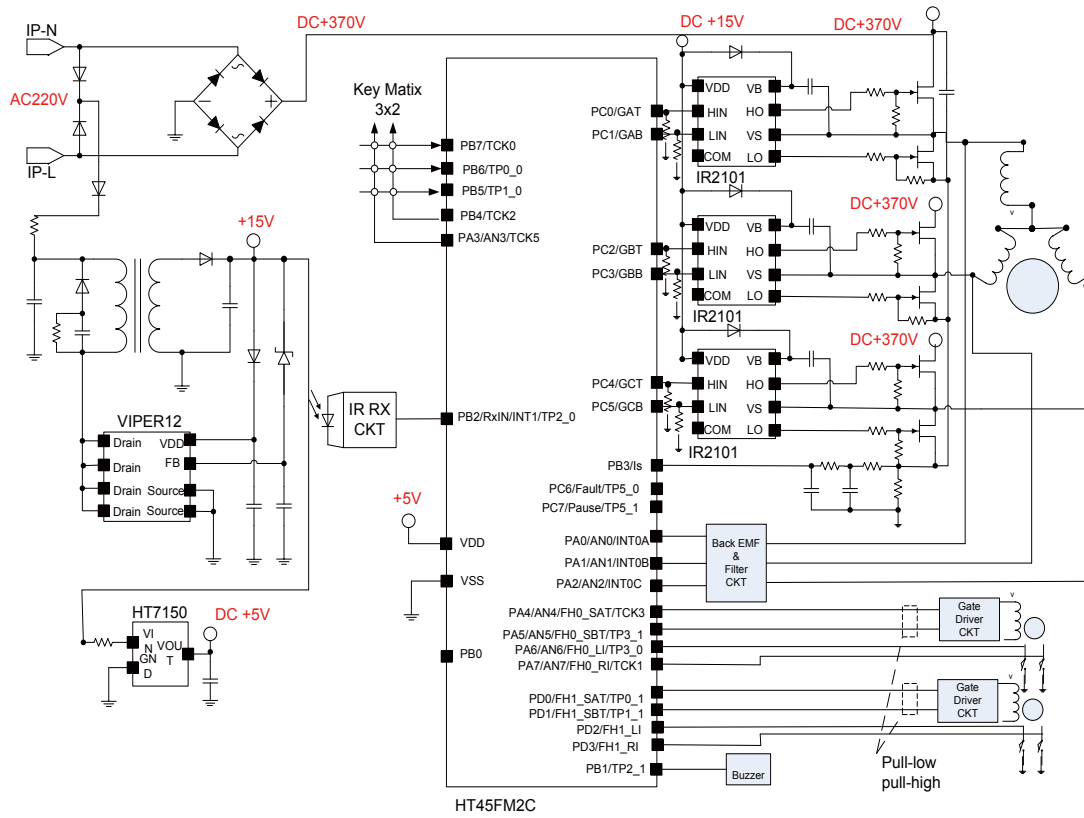 IP-N
AC220V
IP-L
DC+370V
Key Matix
3x2
PB7/TCK0
PB6/TP0_0
PB5/TP1_0
PB4/TCK2
PA3/AN3/TCK5
+15V
VIPER12
Drain
Drain
Drain
Drain
VDD
FB
Source
Source
IR RX
CKT
PB2/RxIN/INT1/TP2_0
+5V
VDD
VSS
PB0
HT7150
VI
N
GN
D
VOU
T
DC +5V
HT45FM2C
DC +15V
DC+370V
PC0/GAT
PC1/GAB
VDD
HIN
LIN
COM
VB
HO
VS
LO
IR2101
DC+370V
PC2/GBT
PC3/GBB
VDD
HIN
LIN
COM
VB
HO
VS
LO
IR2101
DC+370V
PC4/GCT
PC5/GCB
VDD
HIN
LIN
COM
VB
HO
VS
LO
IR2101
v
PB3/Is
PC6/Fault/TP5_0
PC7/Pause/TP5_1
PA0/AN0/INT0A
PA1/AN1/INT0B
PA2/AN2/INT0C
Back EMF
&
Filter
CKT
PA4/AN4/FH0_SAT/TCK3
PA5/AN5/FH0_SBT/TP3_1
PA6/AN6/FH0_LI/TP3_0
PA7/AN7/FH0_RI/TCK1
Gate
Driver
CKT
v
PD0/FH1_SAT/TP0_1
PD1/FH1_SBT/TP1_1
PD2/FH1_LI
PD3/FH1_RI
Gate
Driver
CKT
v
Pull-low
pull-high
PB1/TP2_1
Buzzer